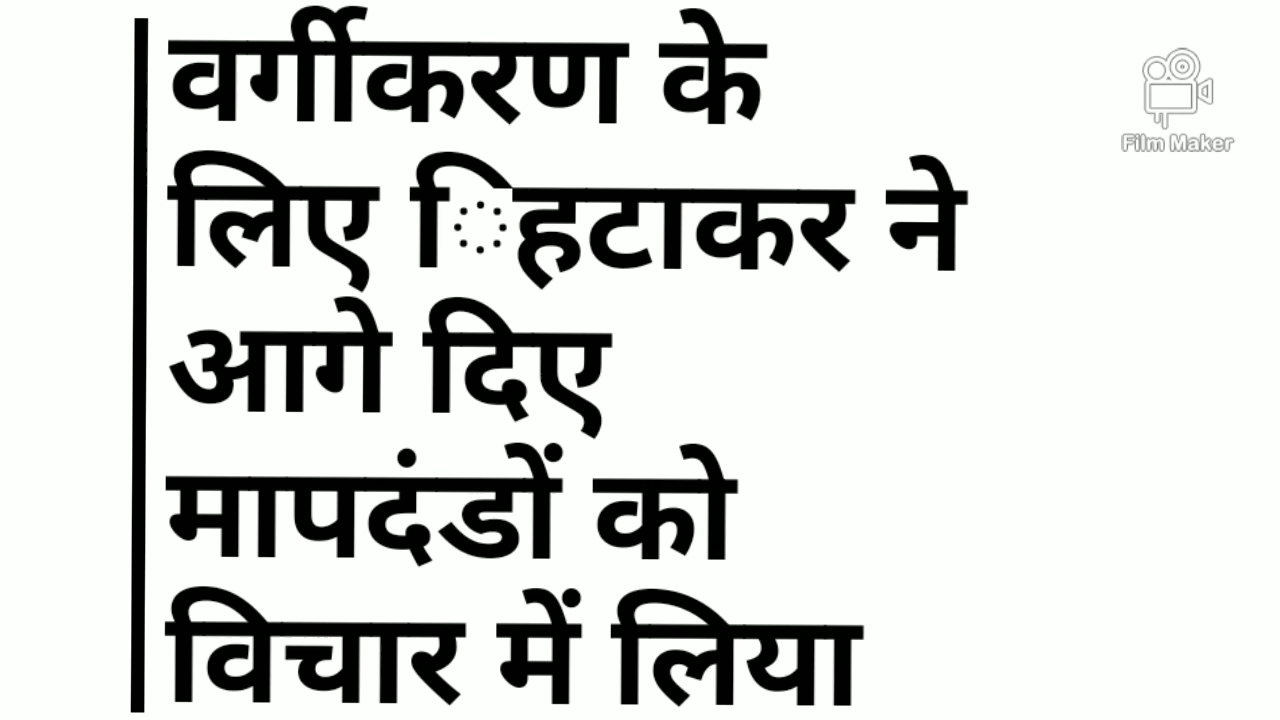 वर्गीकरण के
लिए िहटाकर ने
आगे दिए
मापदंडों को
विचार में लिया
Film Maker